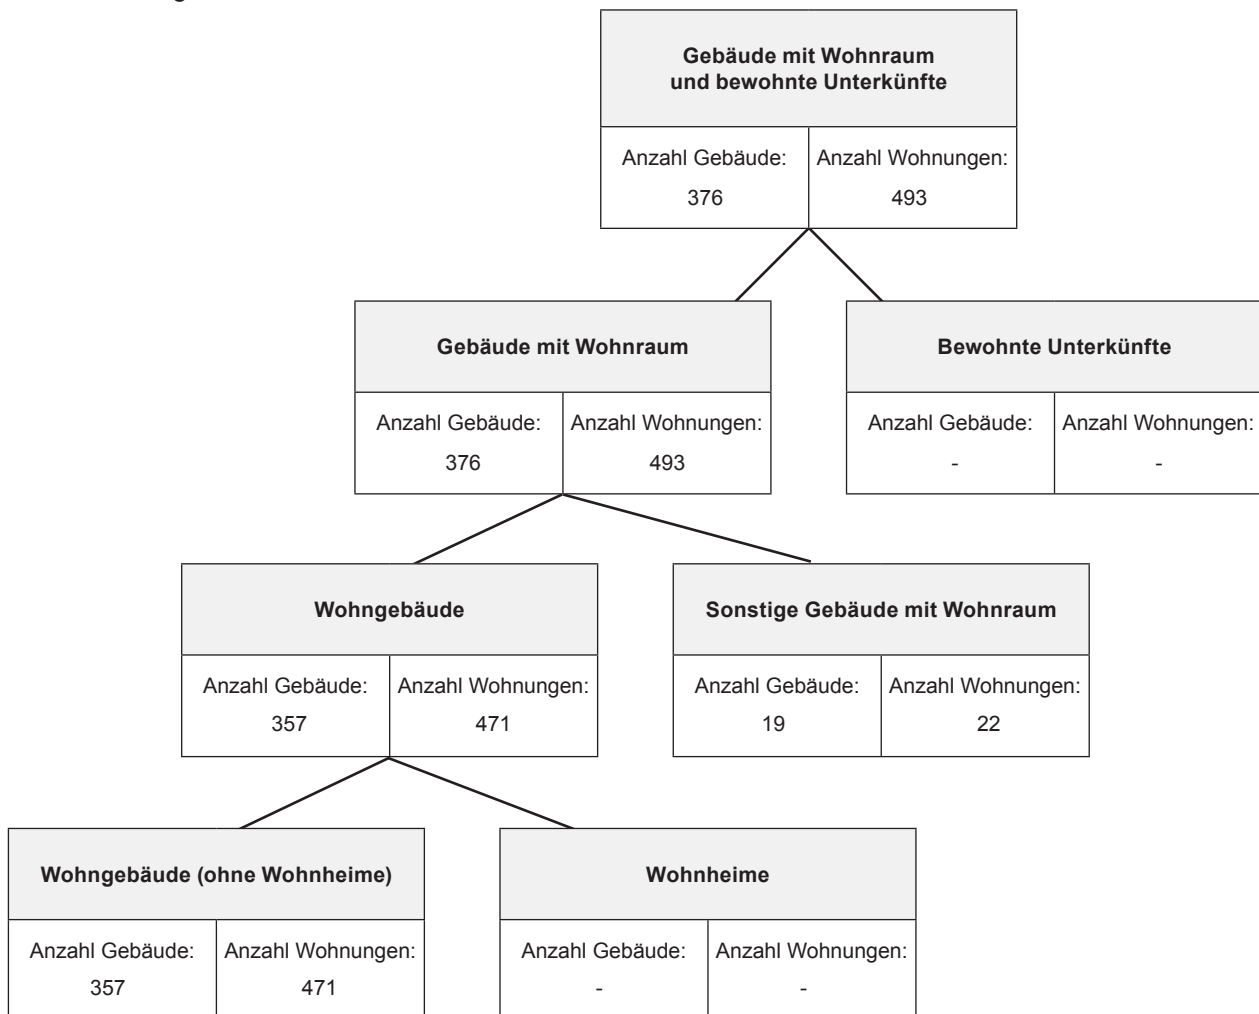 Gebäude mit Wohnraum
und bewohnte Unterkünfte
Anzahl Gebäude: Anzahl Wohnungen:
376 493
Gebäude mit Wohnraum
Anzahl Gebäude: Anzahl Wohnungen:
376 493
Bewohnte Unterkünfte
Anzahl Gebäude: Anzahl Wohnungen:
- -
Wohngebäude
Anzahl Gebäude: Anzahl Wohnungen:
357 471
Sonstige Gebäude mit Wohnraum
Anzahl Gebäude: Anzahl Wohnungen:
19 22
Wohngebäude (ohne Wohnheime)
Anzahl Gebäude: Anzahl Wohnungen:
357 471
Wohnheime
Anzahl Gebäude: Anzahl Wohnungen:
- -